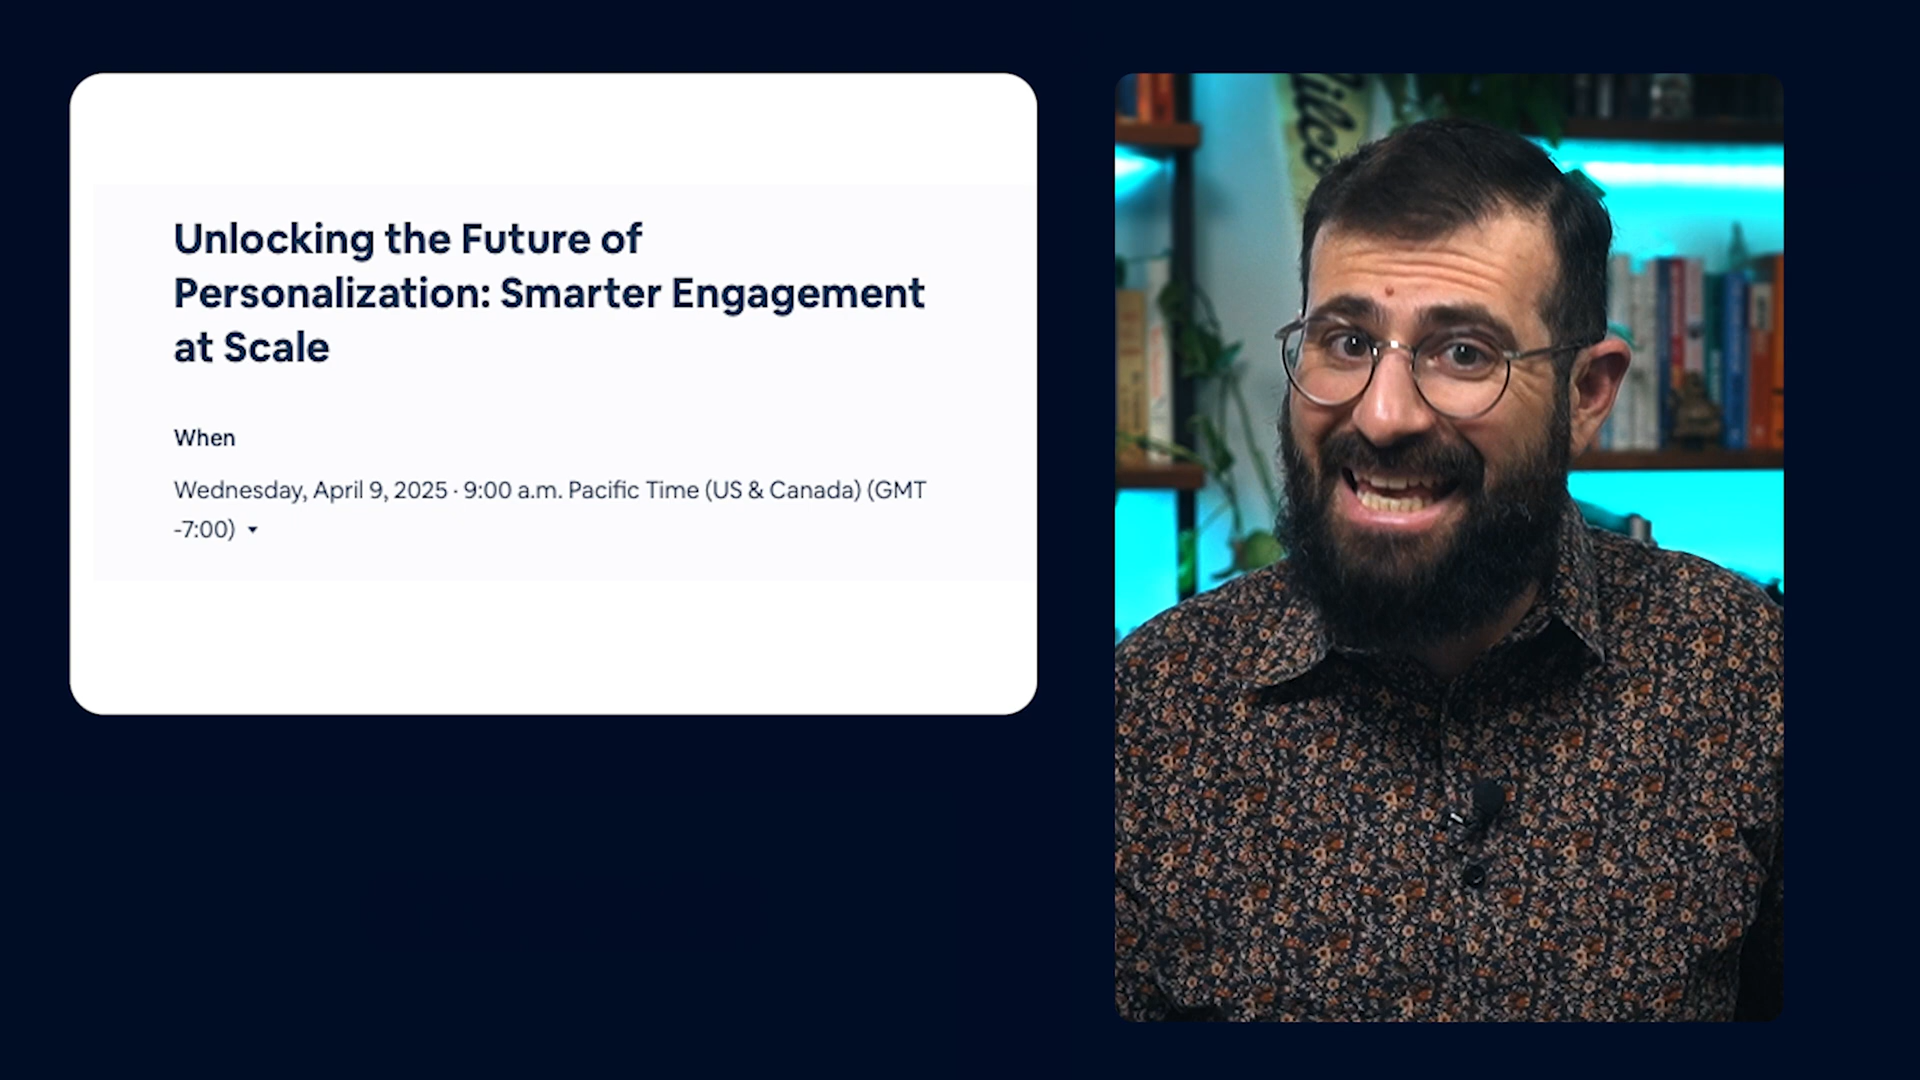 Unlocking the Future of
Personalization: Smarter Engagement
at Scale
When
Wednesday, April 9, 2025 · 9:00 a.m. Pacific Time (US & Canada) (GMT
-7:00)